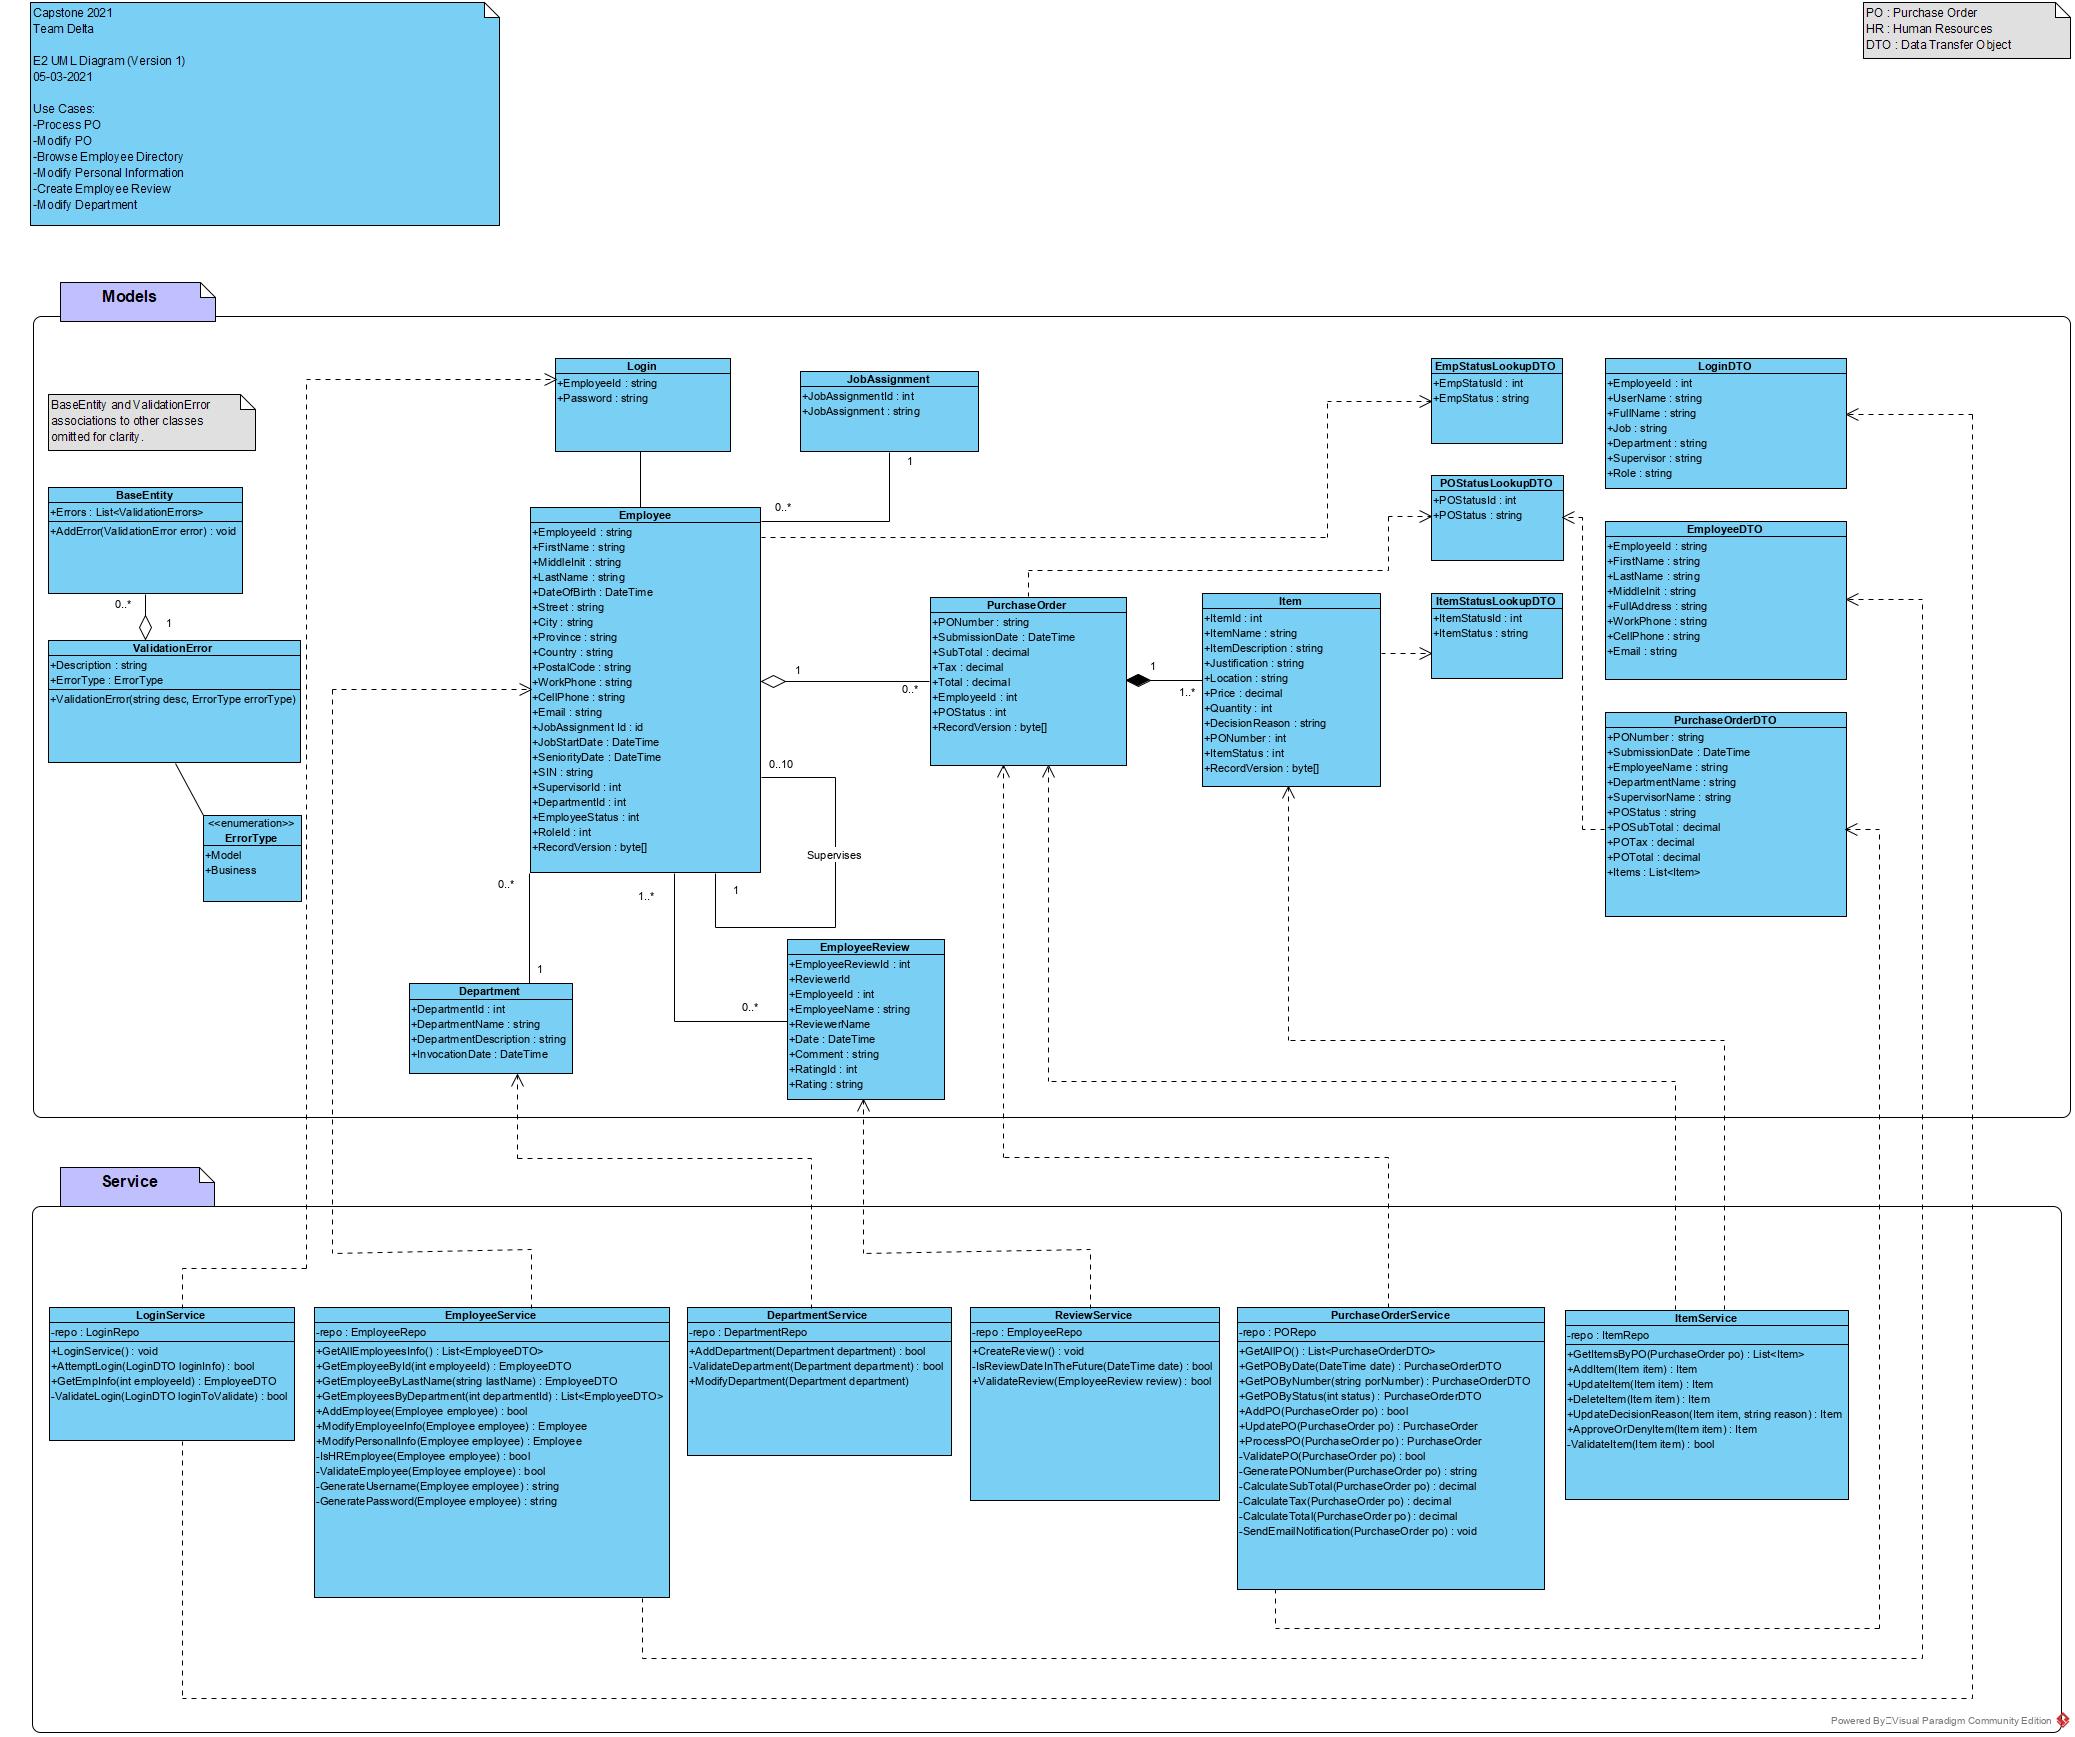 Capstone 2021
Team Delta
E2 UML Diagram (Version 1)
05-03-2021
Use Cases:
-Process PO
-Modify PO
-Browse Employee Directory
-Modify Personal Information
-Create Employee Review
-Modify Department
PO : Purchase Order
HR : Human Resources
DTO : Data Transfer Object
Models
BaseEntity and ValidationError
associations to other classes
omitted for clarity.
BaseEntity
+Errors : List<ValidationErrors>
+AddError(ValidationError error) : void
0..*
1
ValidationError
+Description : string
+ErrorType : ErrorType
+ValidationError(string desc, ErrorType errorType)
<<enumeration>>
ErrorType
+Model
+Business
Login
+EmployeeId : string
+Password : string
JobAssignment
+JobAssignmentId : int
+JobAssignment : string
1
0..*
Employee
+EmployeeId : string
+FirstName : string
+MiddleInit : string
+LastName : string
+DateOfBirth : DateTime
+Street : string
+City : string
+Province : string
+Country : string
+PostalCode : string
+WorkPhone : string
+CellPhone : string
+Email : string
+JobAssignment Id : id
+JobStartDate : DateTime
+SeniorityDate : DateTime
+SIN : string
+SupervisorId : int
+DepartmentId : int
+EmployeeStatus : int
+RoleId : int
+RecordVersion : byte[]
1
0..*
0..10
Supervises
1
0..*
1..*
1
0..*
Department
+DepartmentId : int
+DepartmentName : string
+DepartmentDescription : string
+InvocationDate : DateTime
EmployeeReview
+EmployeeReviewId : int
+ReviewerId
+EmployeeId : int
+EmployeeName : string
+ReviewerName
+Date : DateTime
+Comment : string
+RatingId : int
+Rating : string
PurchaseOrder
+PONumber : string
+SubmissionDate : DateTime
+SubTotal : decimal
+Tax : decimal
+Total : decimal
+EmployeeId : int
+POStatus : int
+RecordVersion : byte[]
1
1..*
Item
+ItemId : int
+ItemName : string
+ItemDescription : string
+Justification : string
+Location : string
+Price : decimal
+Quantity : int
+DecisionReason : string
+PONumber : int
+ItemStatus : int
+RecordVersion : byte[]
EmpStatusLookupDTO
+EmpStatusId : int
+EmpStatus : string
POStatusLookupDTO
+POStatusId : int
+POStatus : string
ItemStatusLookupDTO
+ItemStatusId : int
+ItemStatus : string
LoginDTO
+EmployeeId : int
+UserName : string
+FullName : string
+Job : string
+Department : string
+Supervisor : string
+Role : string
EmployeeDTO
+EmployeeId : string
+FirstName : string
+LastName : string
+MiddleInit : string
+FullAddress : string
+WorkPhone : string
+CellPhone : string
+Email : string
PurchaseOrderDTO
+PONumber : string
+SubmissionDate : DateTime
+EmployeeName : string
+DepartmentName : string
+SupervisorName : string
+POStatus : string
+POSubTotal : decimal
+POTax : decimal
+POTotal : decimal
+Items : List<Item>
Service
LoginService
-repo : LoginRepo
+LoginService() : void
+AttemptLogin(LoginDTO loginInfo) : bool
+GetEmpInfo(int employeeId) : EmployeeDTO
-ValidateLogin(LoginDTO loginToValidate) : bool
EmployeeService
-repo : EmployeeRepo
+GetAllEmployeesInfo() : List<EmployeeDTO>
+GetEmployeeById(int employeeId) : EmployeeDTO
+GetEmployeeByLastName(string lastName) : EmployeeDTO
+GetEmployeesByDepartment(int departmentId) : List<EmployeeDTO>
+AddEmployee(Employee employee) : bool
+ModifyEmployeeInfo(Employee employee) : Employee
+ModifyPersonalInfo(Employee employee) : Employee
-IsHREmployee(Employee employee) : bool
-ValidateEmployee(Employee employee) : bool
-GenerateUsername(Employee employee) : string
-GeneratePassword(Employee employee) : string
DepartmentService
-repo : DepartmentRepo
+AddDepartment(Department department) : bool
-ValidateDepartment(Department department) : bool
+ModifyDepartment(Department department)
ReviewService
-repo : EmployeeRepo
+CreateReview() : void
-IsReviewDateInTheFuture(DateTime date) : bool
+ValidateReview(EmployeeReview review) : bool
PurchaseOrderService
-repo : PORepo
+GetAllPO() : List<PurchaseOrderDTO>
+GetPOByDate(DateTime date) : PurchaseOrderDTO
+GetPOByNumber(string porNumber) : PurchaseOrderDTO
+GetPOByStatus(int status) : PurchaseOrderDTO
+AddPO(PurchaseOrder po) : bool
+UpdatePO(PurchaseOrder po) : PurchaseOrder
+ProcessPO(PurchaseOrder po) : PurchaseOrder
-ValidatePO(PurchaseOrder po) : bool
-GeneratePONumber(PurchaseOrder po) : string
-CalculateSubTotal(PurchaseOrder po) : decimal
-CalculateTax(PurchaseOrder po) : decimal
-CalculateTotal(PurchaseOrder po) : decimal
-SendEmailNotification(PurchaseOrder po) : void
ItemService
-repo : ItemRepo
+GetItemsByPO(PurchaseOrder po) : List<Item>
+AddItem(Item item) : Item
+UpdateItem(Item item) : Item
+DeleteItem(Item item) : Item
+UpdateDecisionReason(Item item, string reason) : Item
+ApproveOrDenyItem(Item item) : Item
-ValidateItem(Item item) : bool
Powered By Visual Paradigm Community Edition